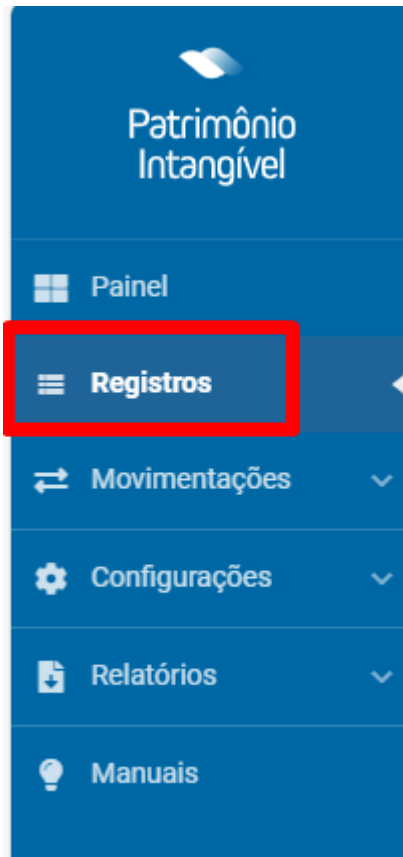 Patrimônio
Intangível
Painel
Registros
Movimentações
Configurações
Relatórios
Manuais